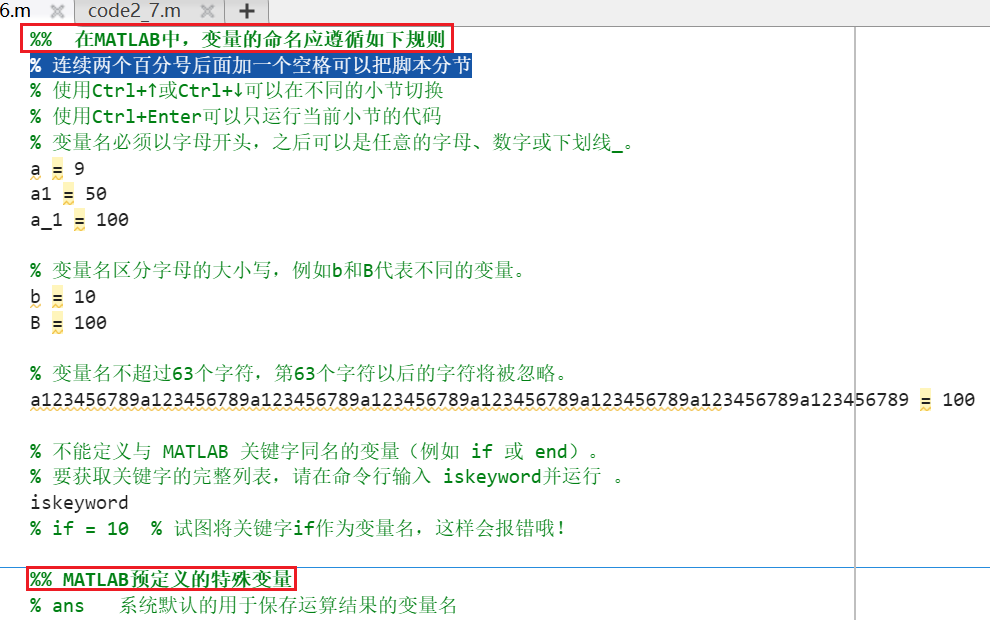 6.m × code2_7.m × +
%% 在MATLAB中，变量的命名应遵循如下规则
% 连续两个百分号后面加一个空格可以把脚本分节
% 使用Ctrl+↑或Ctrl+↓可以在不同的小节切换
% 使用Ctrl+Enter可以只运行当前小节的代码
% 变量名必须以字母开头，之后可以是任意的字母、数字或下划线_。
a = 9
a1 = 50
a_1 = 100
% 变量名区分字母的大小写，例如b和B代表不同的变量。
b = 10
B = 100
% 变量名不超过63个字符，第63个字符以后的字符将被忽略。
a123456789a123456789a123456789a123456789a123456789a123456789a123456789a123456789 = 100
% 不能定义与 MATLAB 关键字同名的变量（例如 if 或 end）。
% 要获取关键字的完整列表，请在命令行输入 iskeyword并运行 。
iskeyword
% if = 10  % 试图将关键字if作为变量名，这样会报错哦！
%% MATLAB预定义的特殊变量
% ans   系统默认的用于保存运算结果的变量名